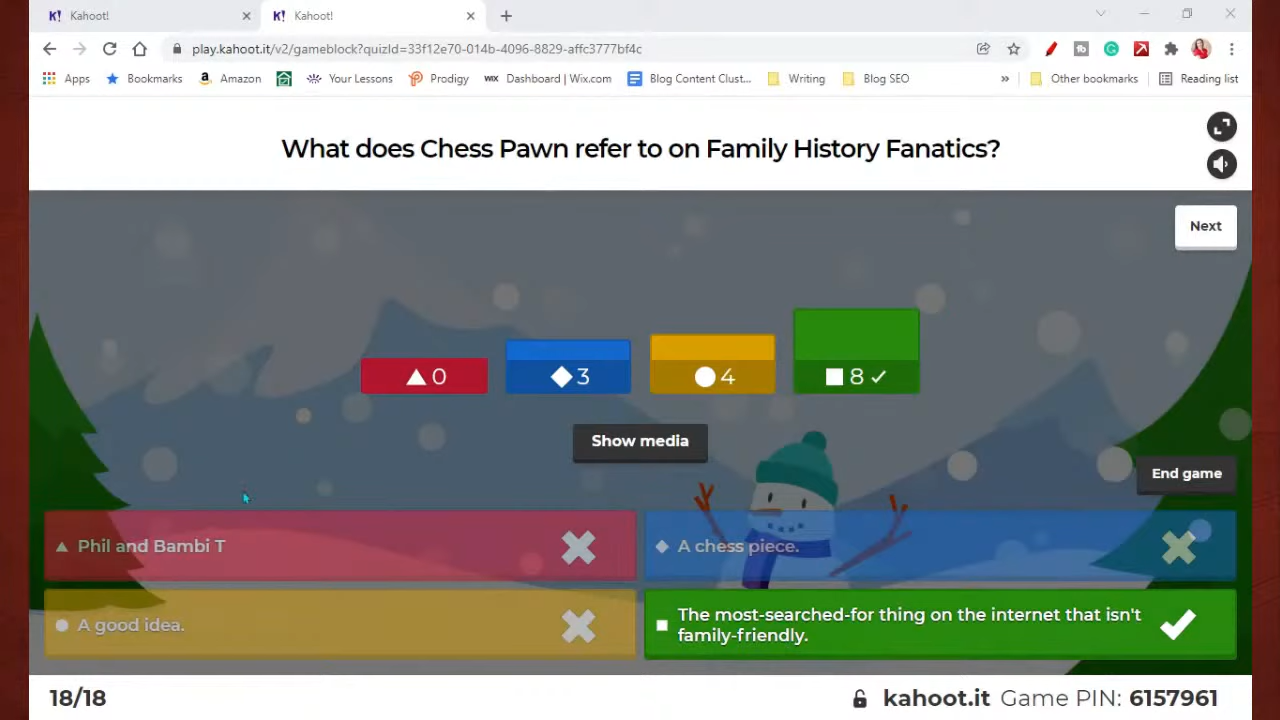 K! Kahoot!
K! Kahoot!
play.kahoot.it/v2/gameblock?quizId=33f12e70-014b-4096-8829-affc3777bf4c
Apps Bookmarks Amazon Your Lessons Prodigy WIX Dashboard | Wix.com Blog Content Clust... Writing Blog SEO » Other bookmarks Reading list
What does Chess Pawn refer to on Family History Fanatics?
Next
0 3 4 8
Show media
End game
Phil and Bambi T
A chess piece.
A good idea.
The most-searched-for thing on the internet that isn't
family-friendly.
18/18
kahoot.it Game PIN: 6157961